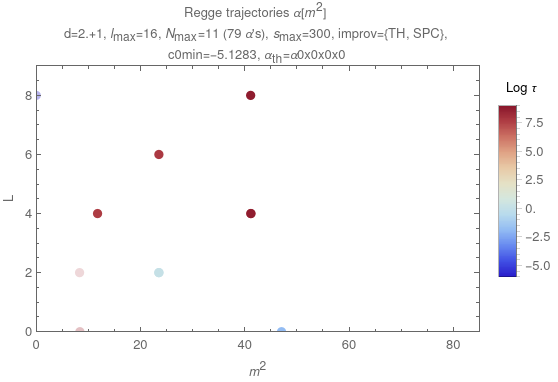 Regge trajectories α[m²]
d=2.+1, lmax=16, Nmax=11 (79 α's), smax=300, improv={TH, SPC},
c0min=−5.1283, αth=α0x0x0x0
Log τ
8
6
4
2
0
L
7.5
5.0
2.5
0.
−2.5
−5.0
0
20
40
60
80
m²